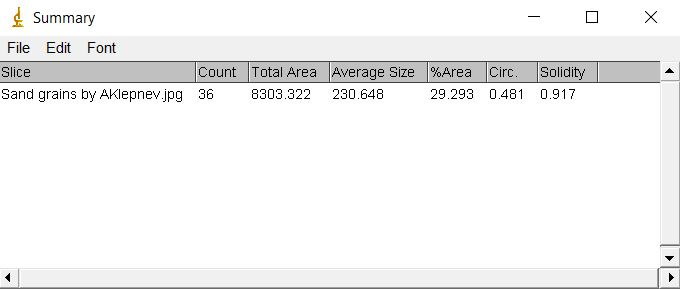 Summary
File Edit Font
Slice Count Total Area Average Size %Area Circ. Solidity
Sand grains by AKlepnev.jpg 36 8303.322 230.648 29.293 0.481 0.917